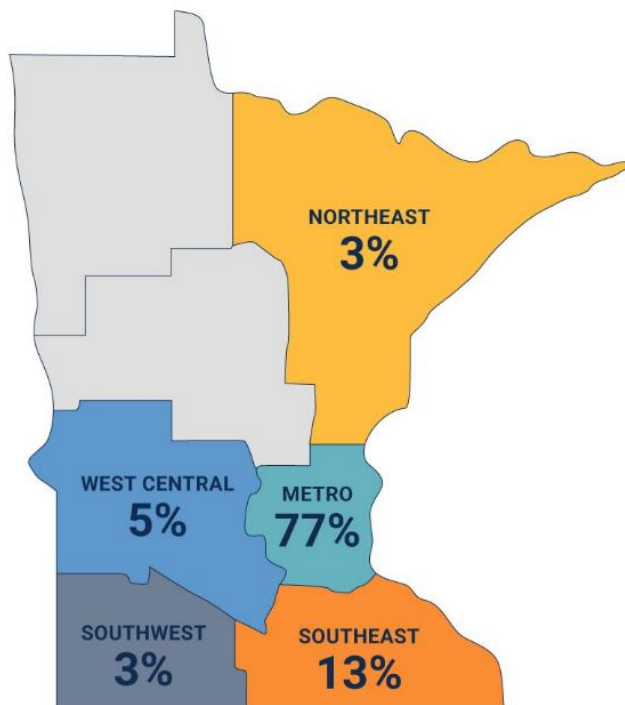 NORTHEAST
3%
WEST CENTRAL
5%
METRO
77%
SOUTHWEST
3%
SOUTHEAST
13%